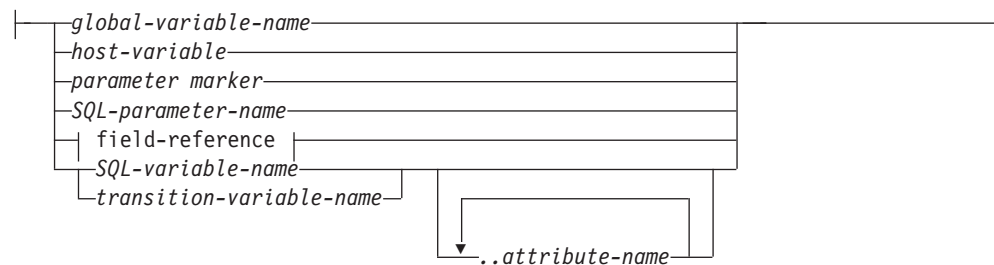 global-variable-name
host-variable
parameter marker
SQL-parameter-name
field-reference
SQL-variable-name
transition-variable-name
..attribute-name